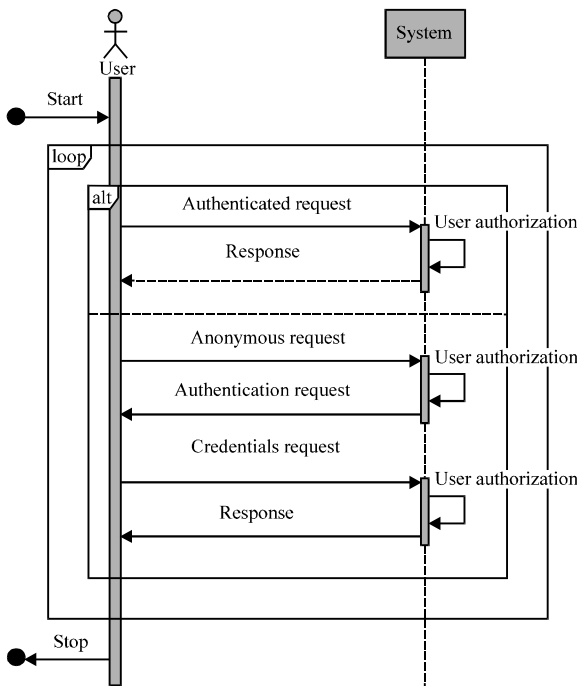 System
User
Start
loop
alt
Authenticated request
User authorization
Response
Anonymous request
User authorization
Authentication request
Credentials request
User authorization
Response
Stop